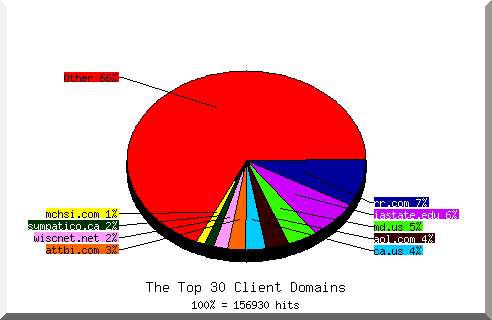 Other 66%
rr.com 7%
iastate.edu 6%
md.us 5%
aol.com 4%
ca.us 4%
mchsi.com 1%
sympatico.ca 2%
wiscnet.net 2%
attbi.com 3%
The Top 30 Client Domains
100% = 156930 hits